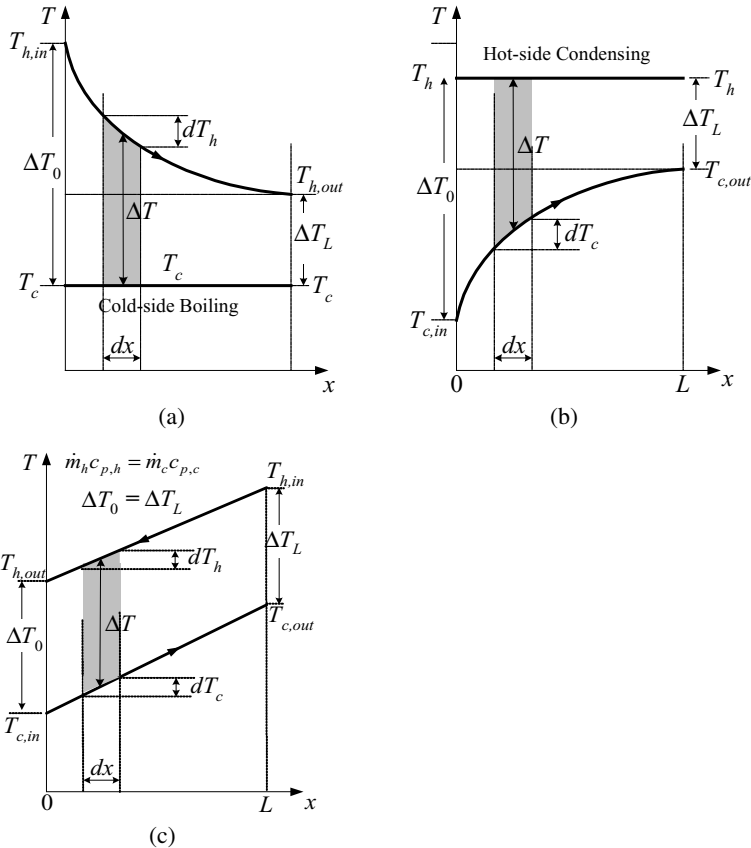 T
T_{h,in}
dT_h
ΔT_0
ΔT
T_{h,out}
ΔT_L
T_c
T_c
T_c
Cold-side Boiling
dx
x
(a)
T
Hot-side Condensing
T_h
T_h
ΔT_L
ΔT
ΔT_0
T_{c,out}
dT_c
T_{c,in}
dx
0
L
x
(b)
T
ṁ_h c_{p,h} = ṁ_c c_{p,c}
T_{h,in}
ΔT_0 = ΔT_L
ΔT_L
dT_h
T_{h,out}
T_{c,out}
ΔT
ΔT_0
dT_c
T_{c,in}
dx
0
L
x
(c)